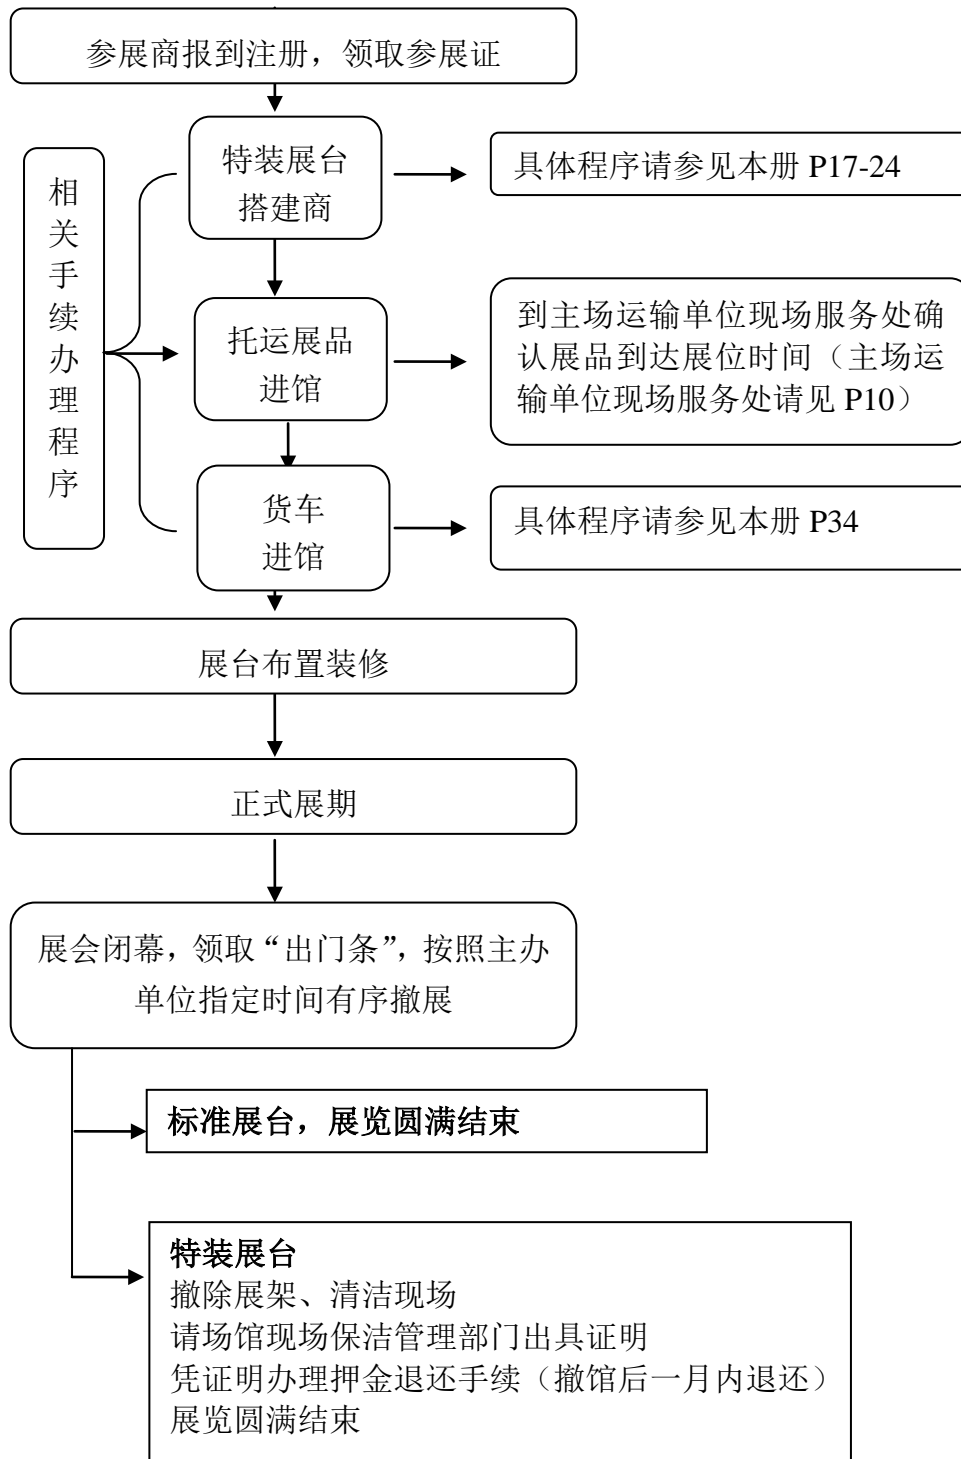 参展商报到注册，领取参展证
特装展台
搭建商
具体程序请参见本册 P17-24
相关手续办理程序
托运展品
进馆
到主场运输单位现场服务处确
认展品到达展位时间（主场运
输单位现场服务处请见 P10）
货车
进馆
具体程序请参见本册 P34
展台布置装修
正式展期
展会闭幕，领取“出门条”，按照主办
单位指定时间有序撤展
标准展台，展览圆满结束
特装展台
撤除展架、清洁现场
请场馆现场保洁管理部门出具证明
凭证明办理押金退还手续（撤馆后一月内退还）
展览圆满结束